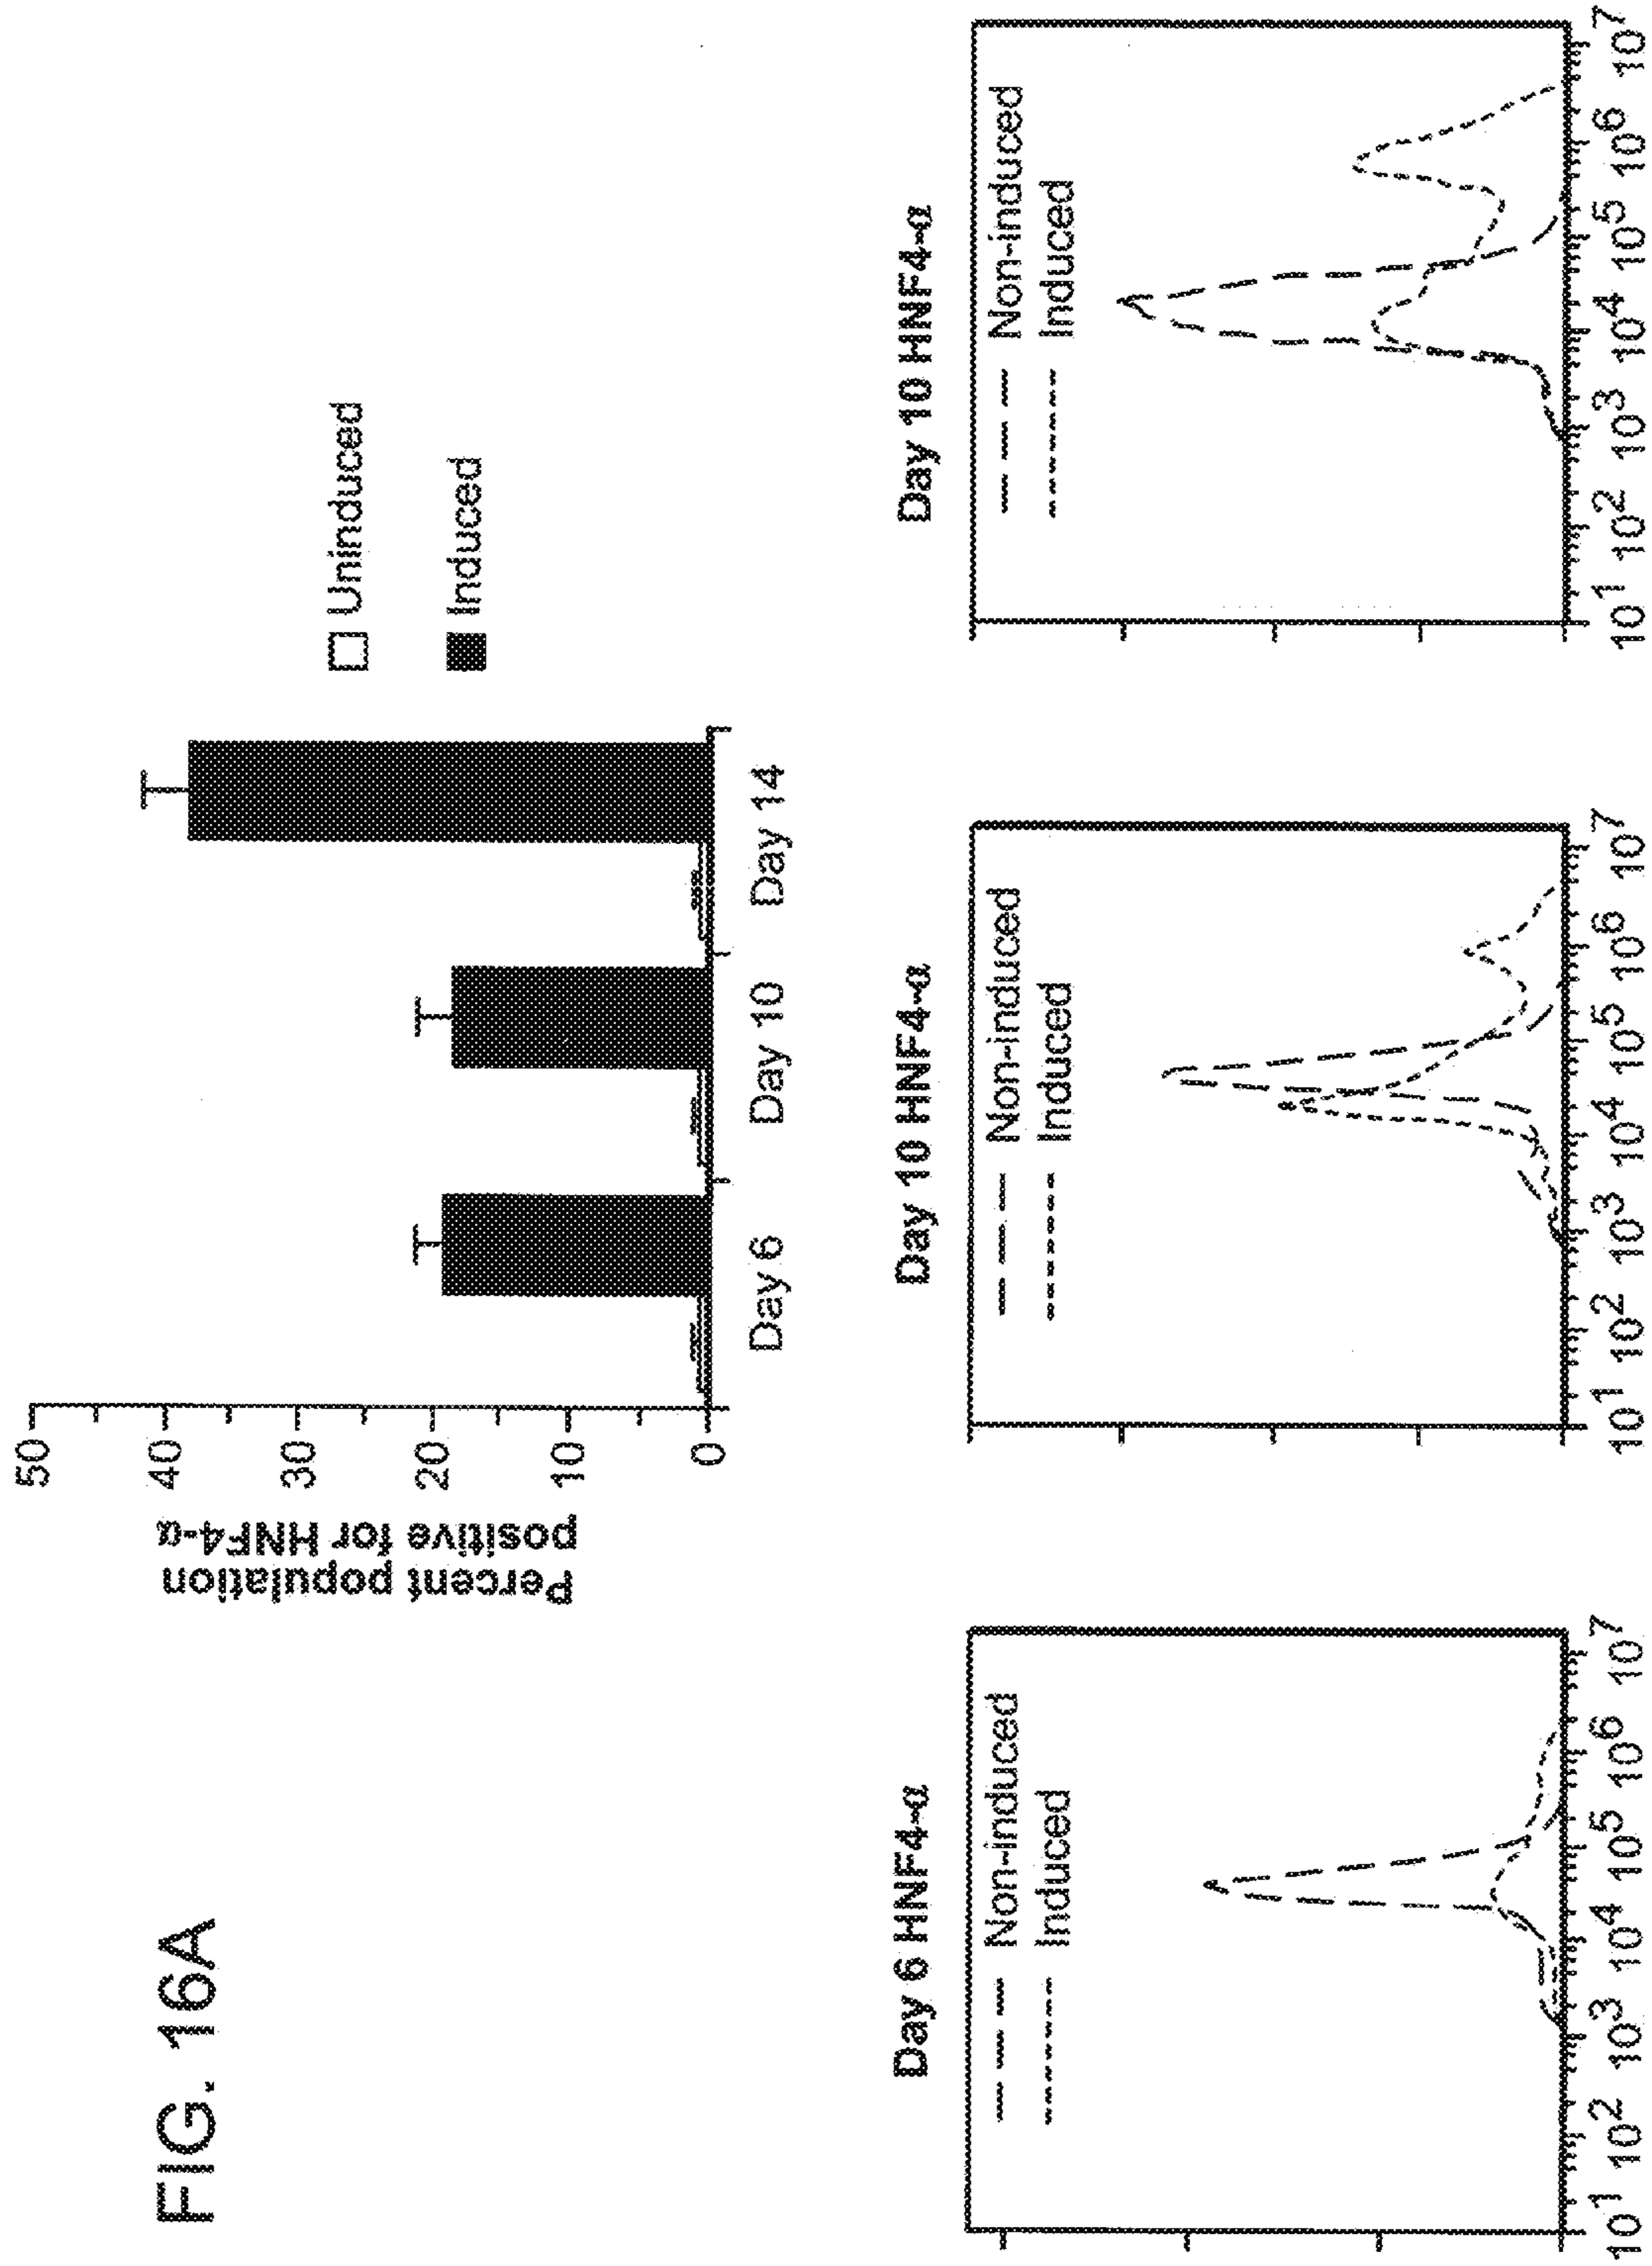 FIG. 16A
Percent population
positive for HNF4-α
50
40
30
20
10
0
Day 6
Day 10
Day 14
Uninduced
Induced
Day 6 HNF4-α
Non-induced
Induced
10¹ 10² 10³ 10⁴ 10⁵ 10⁶ 10⁷
Day 10 HNF4-α
Non-induced
Induced
10¹ 10² 10³ 10⁴ 10⁵ 10⁶ 10⁷
Day 10 HNF4-α
Non-induced
Induced
10¹ 10² 10³ 10⁴ 10⁵ 10⁶ 10⁷